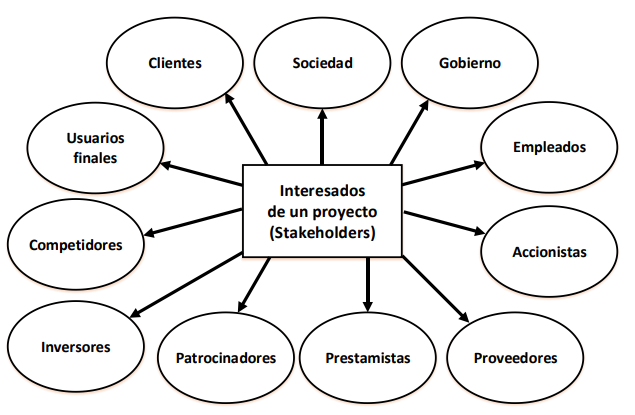 Clientes
Sociedad
Gobierno
Usuarios
finales
Empleados
Interesados
de un proyecto
(Stakeholders)
Competidores
Accionistas
Inversores
Patrocinadores
Prestamistas
Proveedores